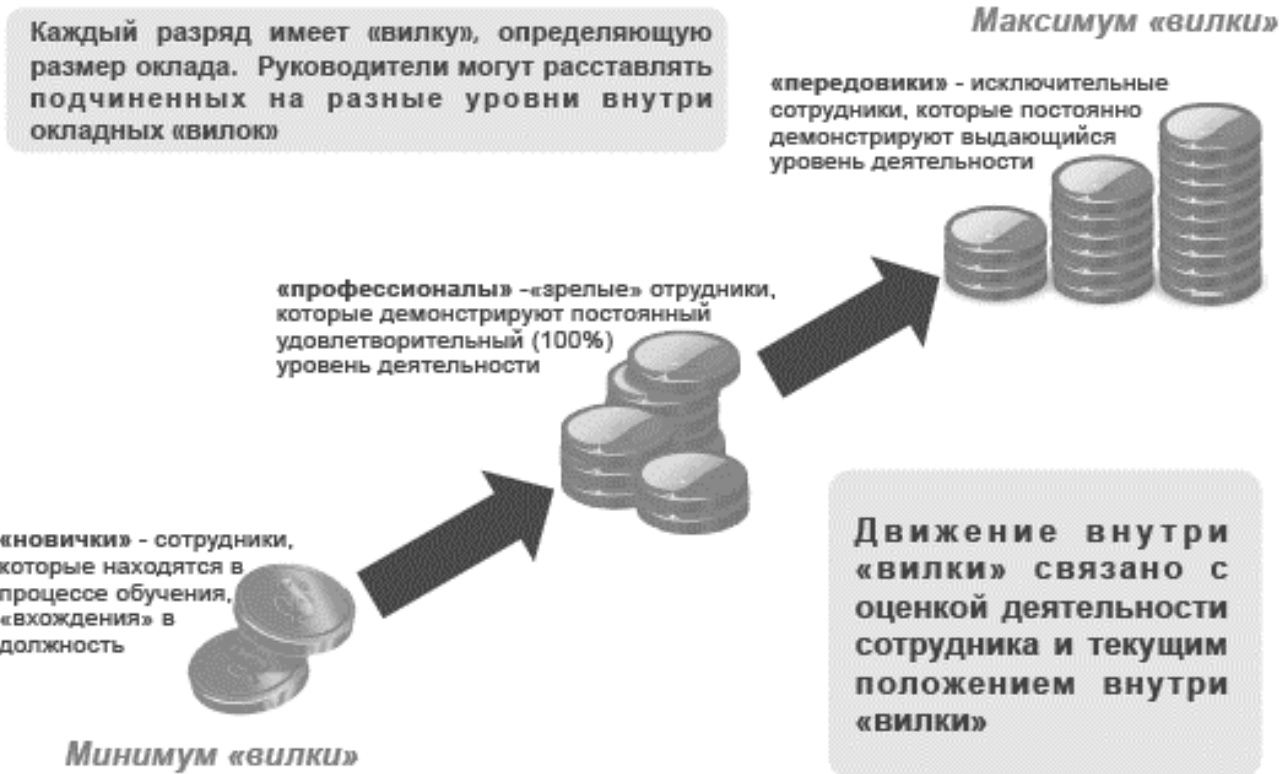 Каждый разряд имеет «вилку», определяющую
размер оклада. Руководители могут расставлять
подчиненных на разные уровни внутри
окладных «вилок»
Максимум «вилки»
«передовики» - исключительные
сотрудники, которые постоянно
демонстрируют выдающийся
уровень деятельности
«профессионалы» -«зрелые» отрудники,
которые демонстрируют постоянный
удовлетворительный (100%)
уровень деятельности
«новички» - сотрудники,
которые находятся в
процессе обучения,
«вхождения» в
должность
Минимум «вилки»
Движение внутри
«вилки» связано с
оценкой деятельности
сотрудника и текущим
положением внутри
«вилки»